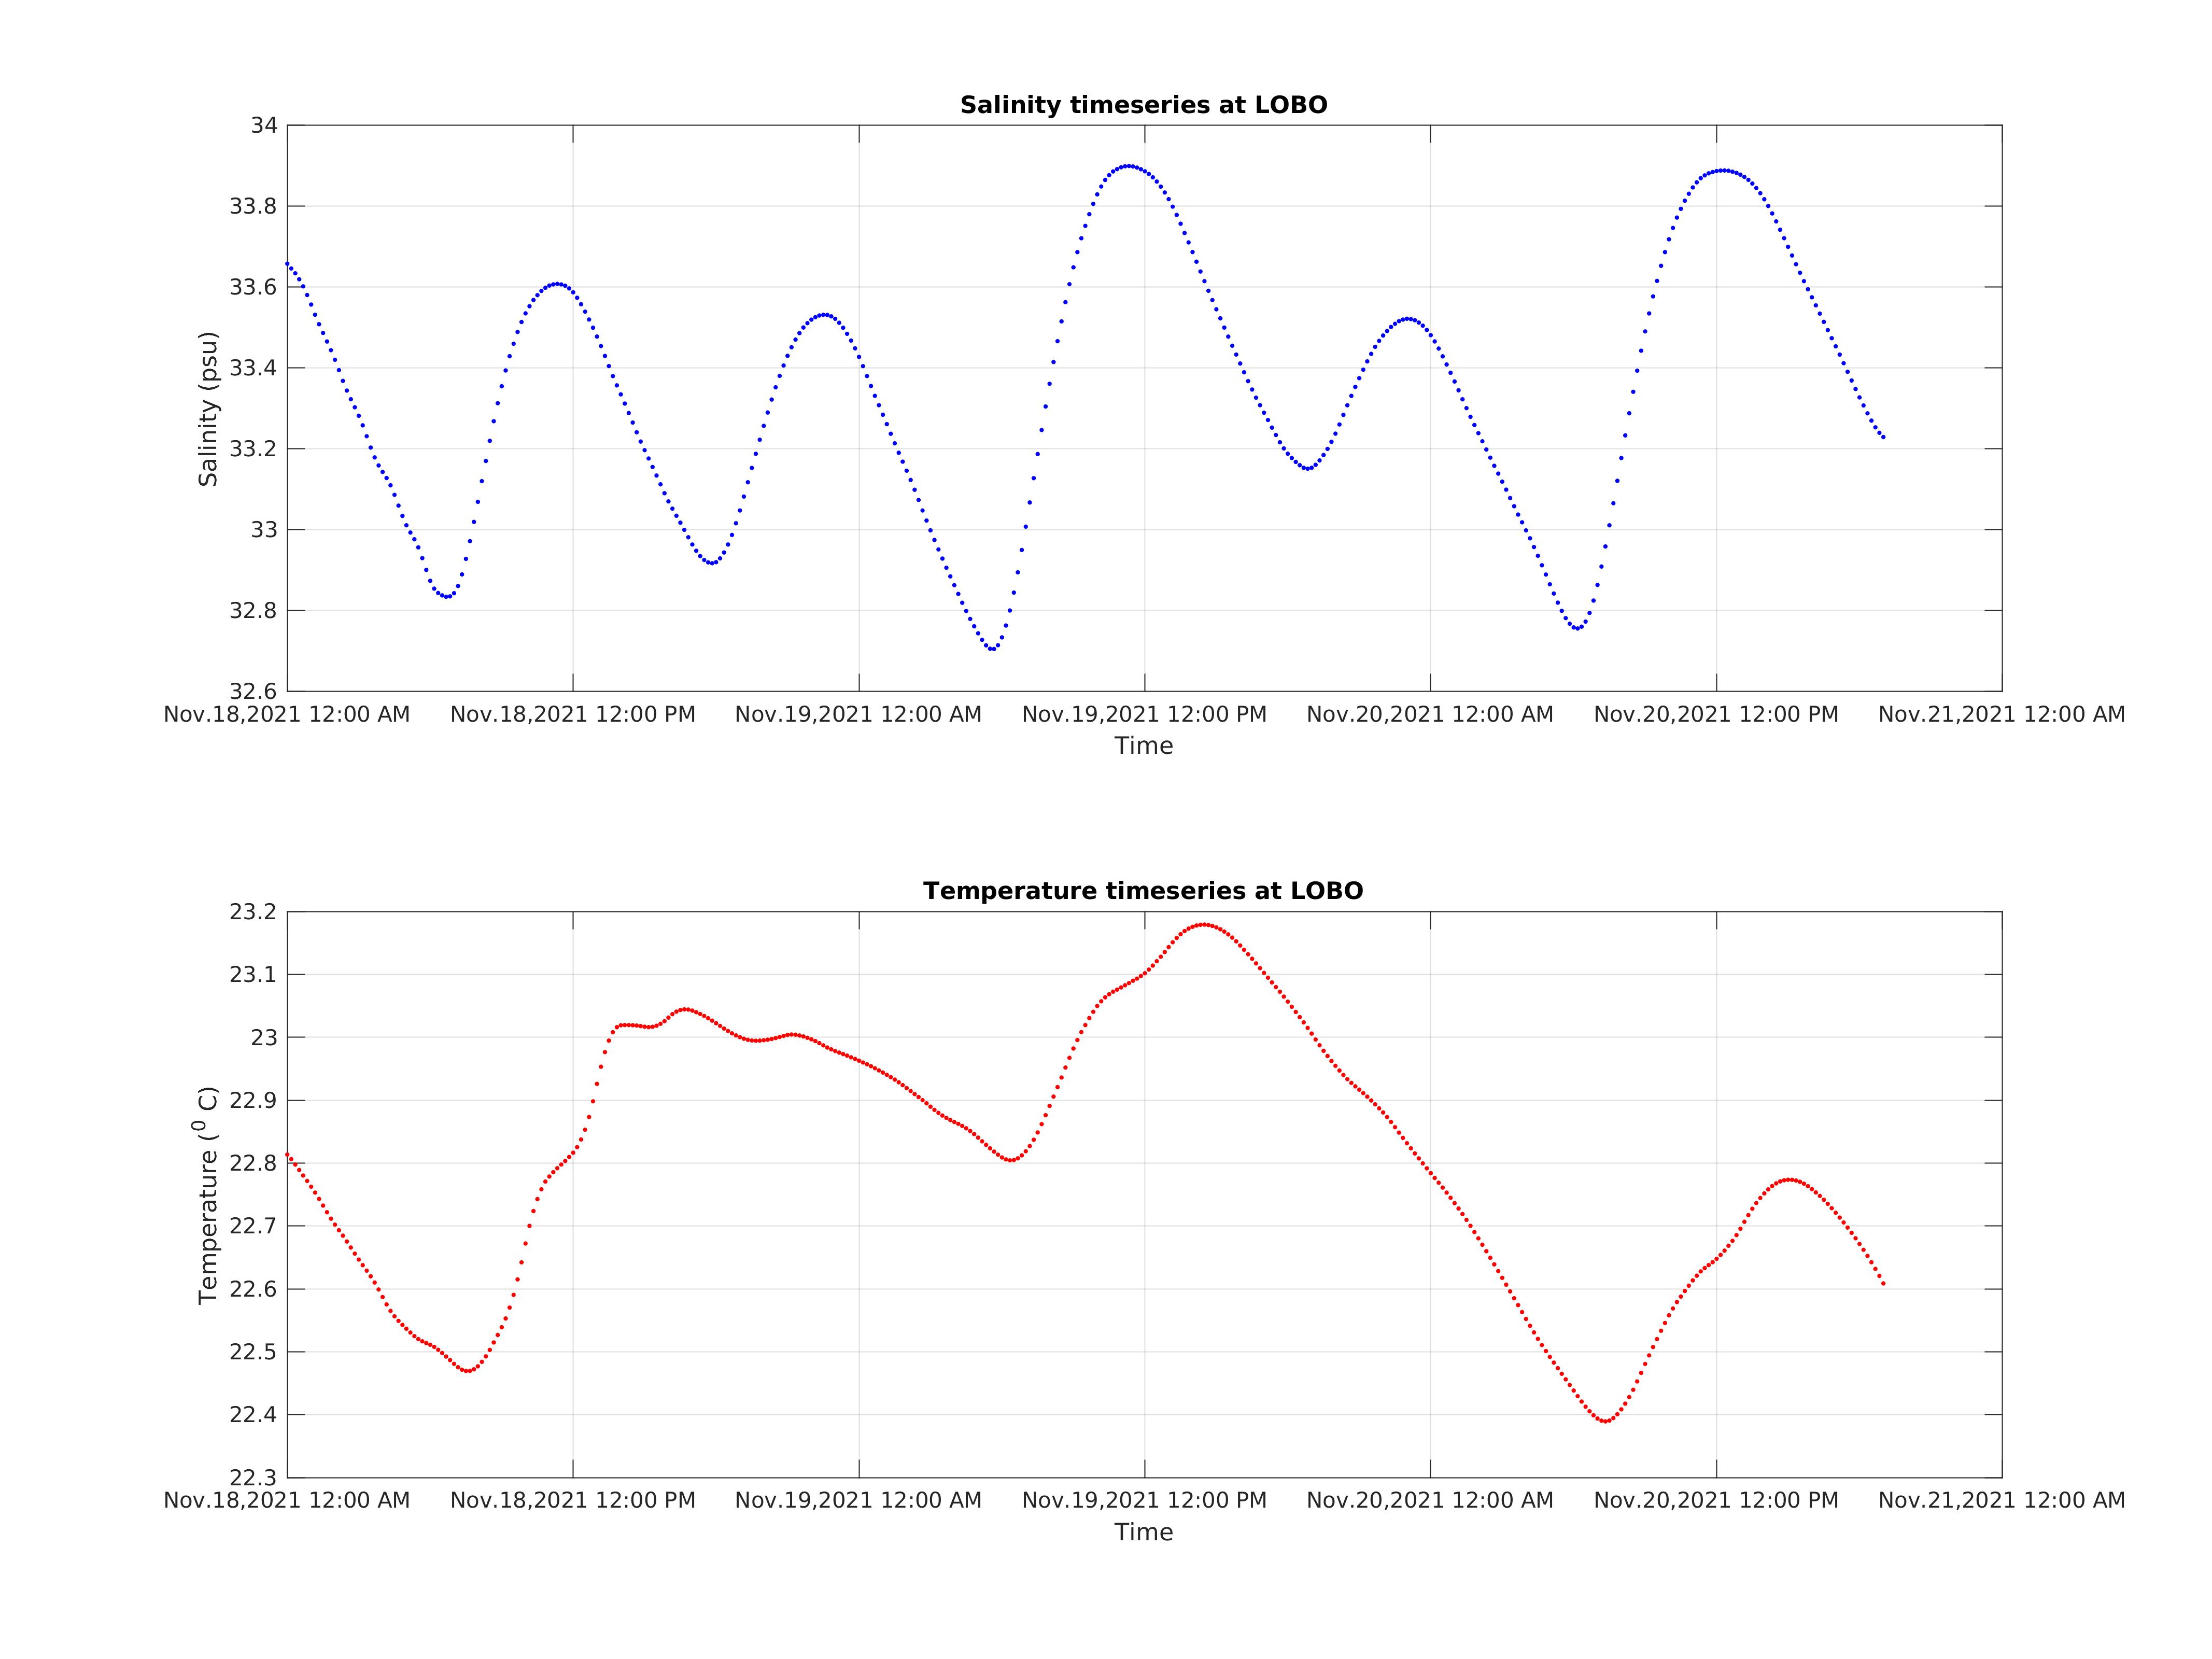 Salinity timeseries at LOBO
34
33.8
33.6
33.4
33.2
33
32.8
32.6
Salinity (psu)
Nov.18,2021 12:00 AM Nov.18,2021 12:00 PM Nov.19,2021 12:00 AM Nov.19,2021 12:00 PM Nov.20,2021 12:00 AM Nov.20,2021 12:00 PM Nov.21,2021 12:00 AM
Time
Temperature timeseries at LOBO
23.2
23.1
23
22.9
22.8
22.7
22.6
22.5
22.4
22.3
Temperature (⁰ C)
Nov.18,2021 12:00 AM Nov.18,2021 12:00 PM Nov.19,2021 12:00 AM Nov.19,2021 12:00 PM Nov.20,2021 12:00 AM Nov.20,2021 12:00 PM Nov.21,2021 12:00 AM
Time